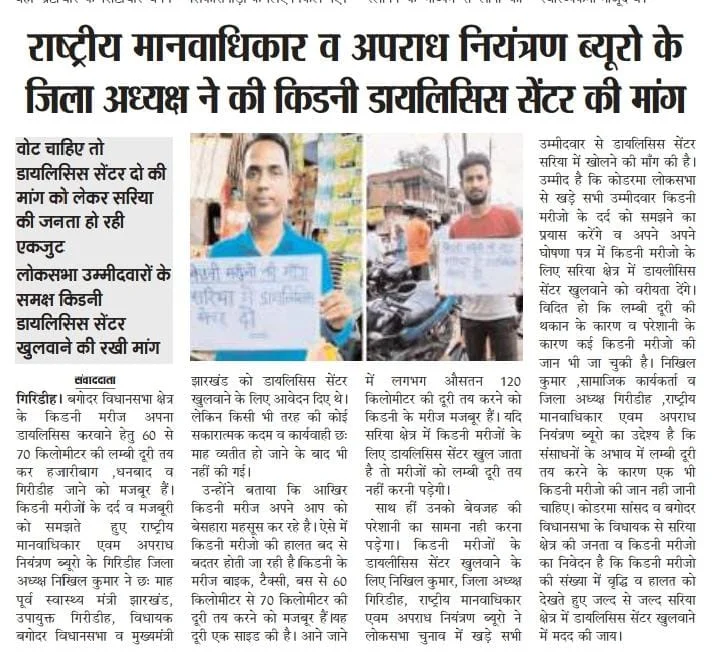 राष्ट्रीय मानवाधिकार व अपराध नियंत्रण ब्यूरो के
जिला अध्यक्ष ने की किडनी डायलिसिस सेंटर की मांग
वोट चाहिए तो
डायलिसिस सेंटर दो की
मांग को लेकर सरिया
की जनता हो रही
एकजुट
लोकसभा उम्मीदवारों के
समक्ष किडनी
डायलिसिस सेंटर
खुलवाने की रखी मांग
किडनी मरीजों की मांग
सरिया में डायलिसिस
सेंटर दो
संवाददाता
गिरिडीह। बगोदर विधानसभा क्षेत्र
के किडनी मरीज अपना
डायलिसिस करवाने हेतु 60 से
70 किलोमीटर की लम्बी दूरी तय
कर हजारीबाग ,धनबाद व
गिरीडीह जाने को मजबूर हैं।
किडनी मरीजों के दर्द व मजबूरी
को समझते हुए राष्ट्रीय
मानवाधिकार एवम अपराध
नियंत्रण ब्यूरो के गिरीडीह जिला
अध्यक्ष निखिल कुमार ने छः माह
पूर्व स्वास्थ्य मंत्री झारखंड,
उपायुक्त गिरीडीह, विधायक
बगोदर विधानसभा व मुख्यमंत्री
झारखंड को डायलिसिस सेंटर
खुलवाने के लिए आवेदन दिए थे।
लेकिन किसी भी तरह की कोई
सकारात्मक कदम व कार्यवाही छः
माह व्यतीत हो जाने के बाद भी
नहीं की गई।
उन्होंने बताया कि आखिर
किडनी मरीज अपने आप को
बेसहारा महसूस कर रहे है। ऐसे में
किडनी मरीजो की हालत बद से
बदतर होती जा रही है।किडनी के
मरीज बाइक, टैक्सी, बस से 60
किलोमीटर से 70 किलोमीटर की
दूरी तय करने को मजबूर हैं।यह
दूरी एक साइड की है। आने जाने
में लगभग औसतन 120
किलोमीटर की दूरी तय करने को
किडनी के मरीज मजबूर हैं। यदि
सरिया क्षेत्र में किडनी मरीजों के
लिए डायलिसिस सेंटर खुल जाता
है तो मरीजों को लम्बी दूरी तय
नहीं करना पड़ेगी।
साथ हीं उनको बेवजह की
परेशानी का सामना नही करना
पड़ेगा। किडनी मरीजों के
डायलीसिस सेंटर खुलवाने के
लिए निखिल कुमार, जिला अध्यक्ष
गिरिडीह, राष्ट्रीय मानवाधिकार
एवम अपराध नियंत्रण ब्यूरो ने
लोकसभा चुनाव में खड़े सभी
उम्मीदवार से डायलिसिस सेंटर
सरिया में खोलने की माँग की है।
उम्मीद है कि कोडरमा लोकसभा
से खड़े सभी उम्मीदवार किडनी
मरीजो के दर्द को समझने का
प्रयास करेंगे व अपने अपने
घोषणा पत्र में किडनी मरीजो के
लिए सरिया क्षेत्र में डायलीसिस
सेंटर खुलवाने को वरीयता देंगे।
विदित हो कि लम्बी दूरी की
थकान के कारण व परेशानी के
कारण कई किडनी मरीजो की
जान भी जा चुकी है। निखिल
कुमार ,सामाजिक कार्यकर्ता व
जिला अध्यक्ष गिरीडीह ,राष्ट्रीय
मानवाधिकार एवम अपराध
नियंत्रण ब्यूरो का उद्देश्य है कि
संसाधनों के अभाव में लम्बी दूरी
तय करने के कारण एक भी
किडनी मरीजो की जान नही जानी
चाहिए। कोडरमा सांसद व बगोदर
विधानसभा के विधायक से सरिया
क्षेत्र की जनता व किडनी मरीजो
का निवेदन है कि किडनी मरीजो
की संख्या में वृद्धि व हालत को
देखते हुए जल्द से जल्द सरिया
क्षेत्र में डायलिसिस सेंटर खुलवाने
में मदद की जाय।